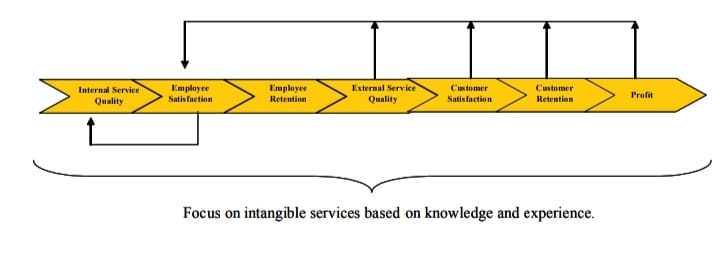 Internal Service
Quality
Employee
Satisfaction
Employee
Retention
External Service
Quality
Customer
Satisfaction
Customer
Retention
Profit
Focus on intangible services based on knowledge and experience.